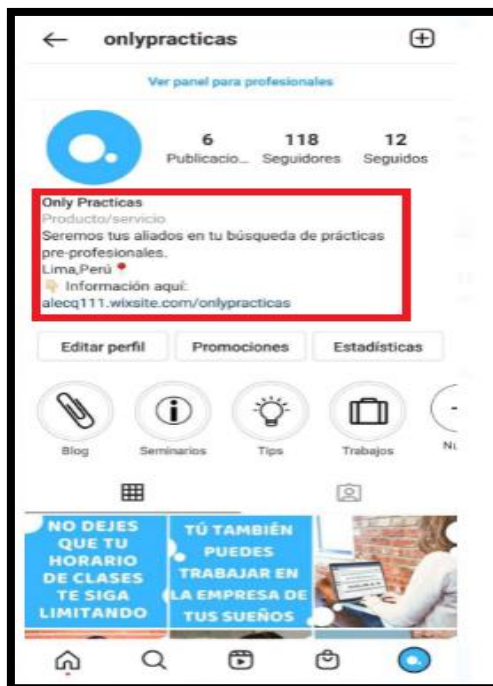 onlypracticas
Ver panel para profesionales
6 118 12
Publicacio... Seguidores Seguidos
Only Practicas
Producto/servicio
Seremos tus aliados en tu búsqueda de prácticas
pre-profesionales.
Lima,Perú📍
👇🏻 Información aquí:
alecq111.wixsite.com/onlypracticas
Editar perfil Promociones Estadísticas
Blog Seminarios Tips Trabajos
NO DEJES
QUE TU
HORARIO
DE CLASES
TE SIGA
LIMITANDO
TÚ TAMBIÉN
PUEDES
TRABAJAR EN
LA EMPRESA DE
TUS SUEÑOS